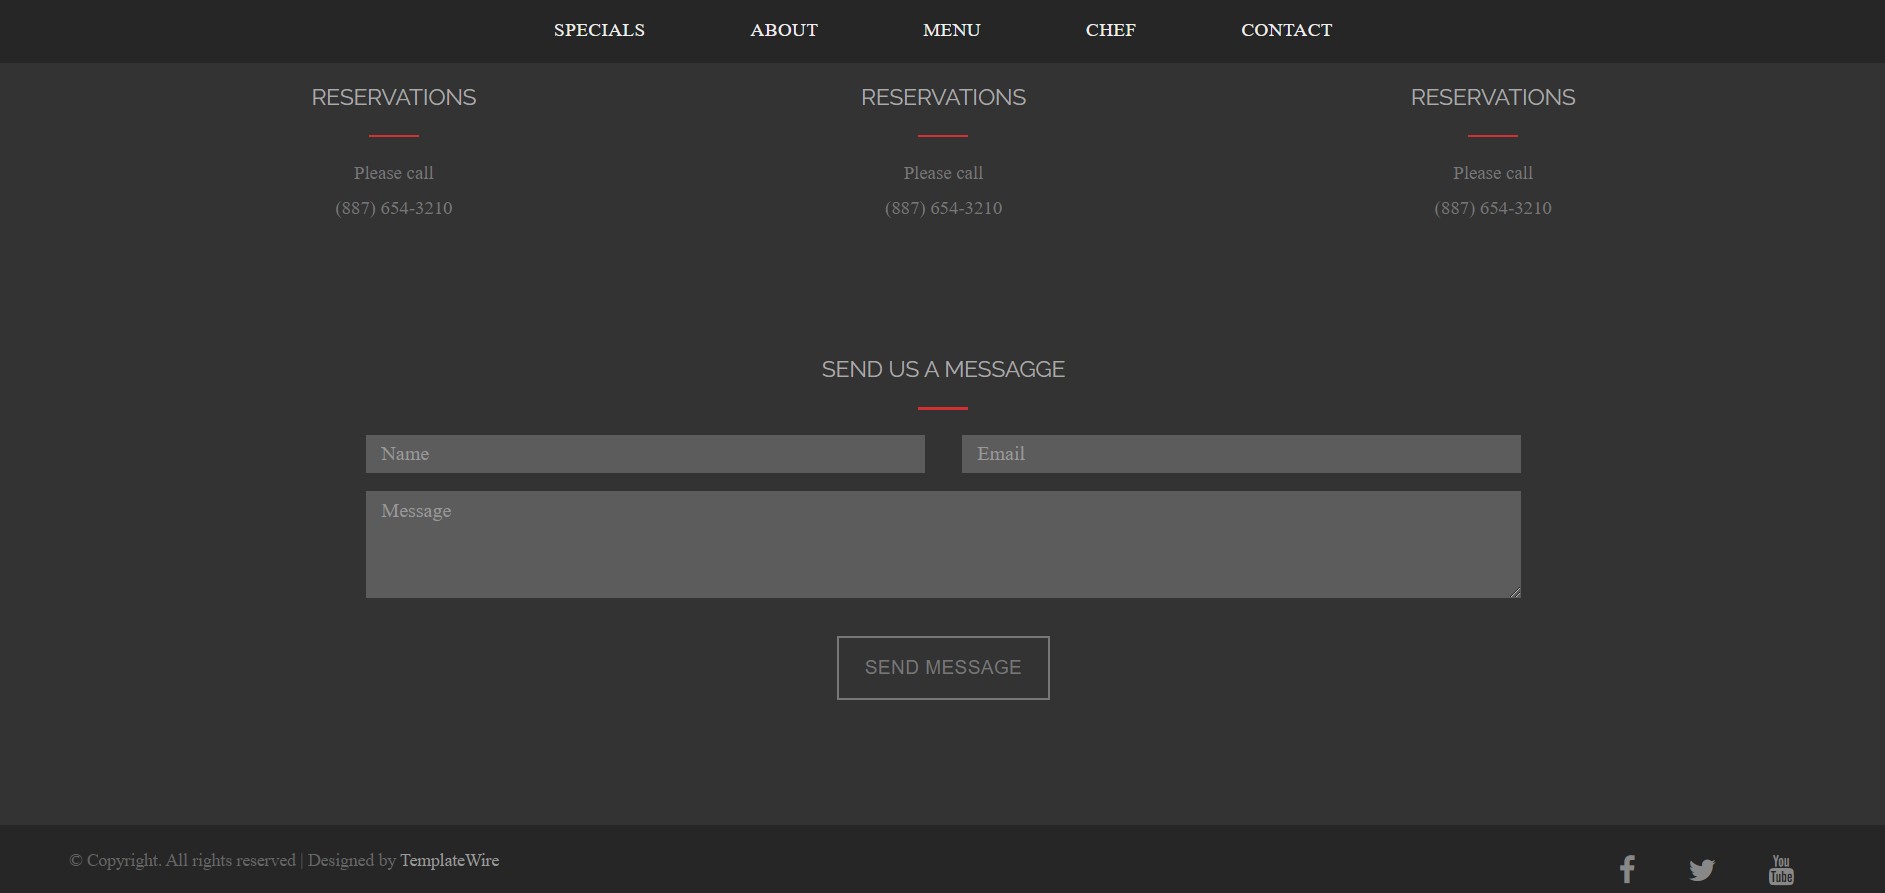 SPECIALS ABOUT MENU CHEF CONTACT
RESERVATIONS RESERVATIONS RESERVATIONS
Please call Please call Please call
(887) 654-3210 (887) 654-3210 (887) 654-3210
SEND US A MESSAGGE
Name Email
Message
SEND MESSAGE
© Copyright. All rights reserved | Designed by TemplateWire
You
Tube